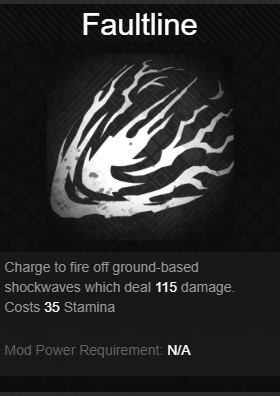 Faultline
Charge to fire off ground-based
shockwaves which deal 115 damage.
Costs 35 Stamina
Mod Power Requirement: N/A